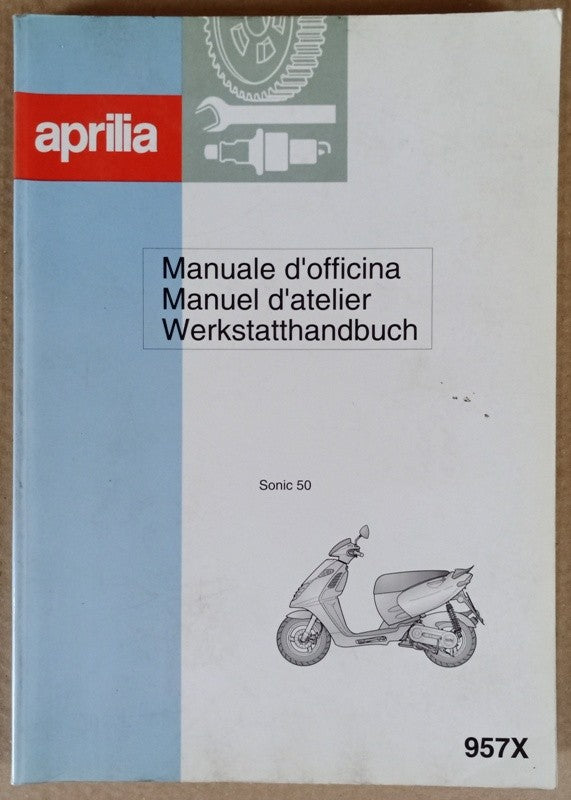 aprilia
Manuale d'officina
Manuel d'atelier
Werkstatthandbuch
Sonic 50
957X